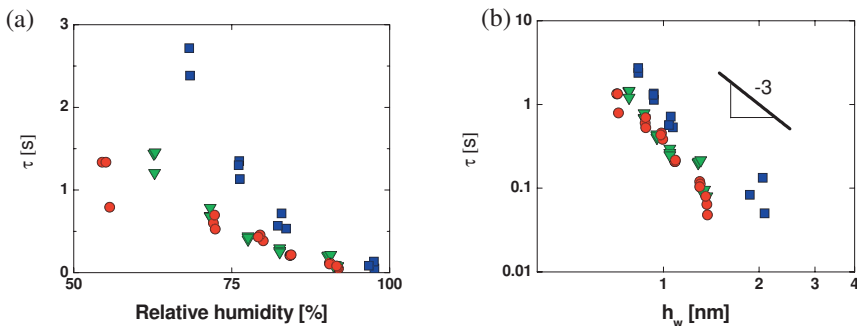 (a)
3
2
1
0
τ [s]
50
75
100
Relative humidity [%]
(b)
10
1
0.1
0.01
τ [s]
-3
1
2
3
4
h_w [nm]